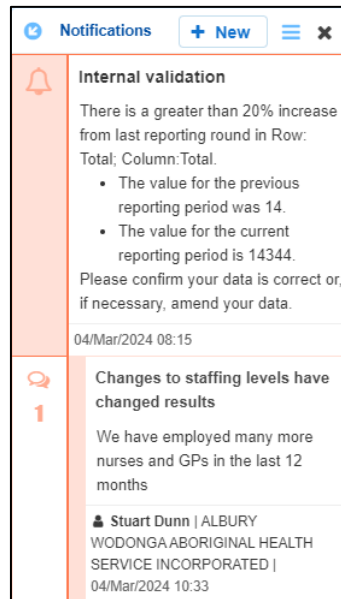 Notifications + New
Internal validation
There is a greater than 20% increase
from last reporting round in Row:
Total; Column:Total.
• The value for the previous
reporting period was 14.
• The value for the current
reporting period is 14344.
Please confirm your data is correct or,
if necessary, amend your data.
04/Mar/2024 08:15
1
Changes to staffing levels have
changed results
We have employed many more
nurses and GPs in the last 12
months
Stuart Dunn | ALBURY
WODONGA ABORIGINAL HEALTH
SERVICE INCORPORATED |
04/Mar/2024 10:33